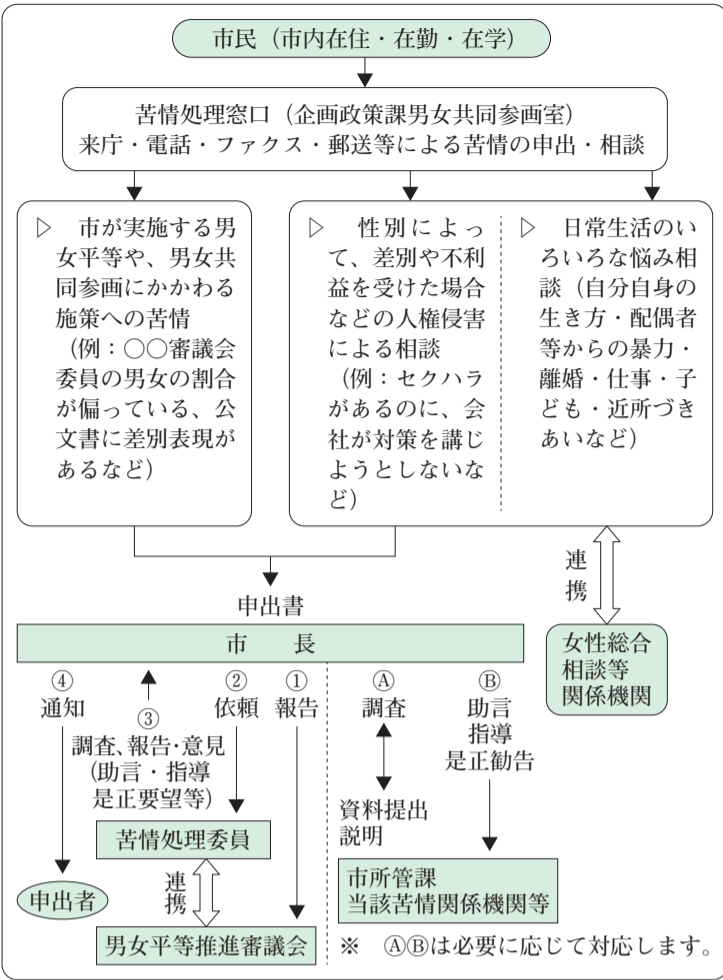 市民（市内在住・在勤・在学）
苦情処理窓口（企画政策課男女共同参画室）
来庁・電話・ファクス・郵送等による苦情の申出・相談
▷　市が実施する男
女平等や、男女共
同参画にかかわる
施策への苦情
（例：○○審議会
委員の男女の割合
が偏っている、公
文書に差別表現が
あるなど）
▷　性別によっ
て、差別や不利
益を受けた場合
などの人権侵害
による相談
（例：セクハラ
があるのに、会
社が対策を講じ
ようとしないな
ど）
▷　日常生活のい
ろいろな悩み相
談（自分自身の
生き方・配偶者
等からの暴力・
離婚・仕事・子
ども・近所づき
あいなど）
連携
申出書
市　長
女性総合
相談等
関係機関
④
通知
③
調査、報告・意見
（助言・指導
是正要望等）
②
依頼
①
報告
Ⓐ
調査
資料提出
説明
Ⓑ
助言
指導
是正勧告
苦情処理委員
連携
申出者
男女平等推進審議会
市所管課
当該苦情関係機関等
※　ⒶⒷは必要に応じて対応します。